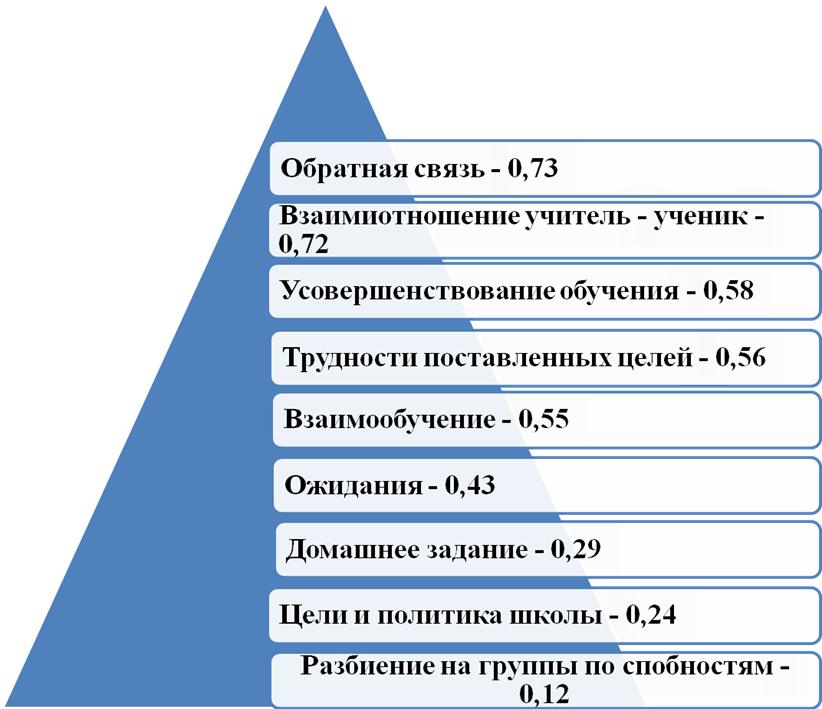 Обратная связь - 0,73
Взаимиотношение учитель - ученик -
0,72
Усовершенствование обучения - 0,58
Трудности поставленных целей - 0,56
Взаимообучение - 0,55
Ожидания - 0,43
Домашнее задание - 0,29
Цели и политика школы - 0,24
Разбиение на группы по спобностям -
0,12